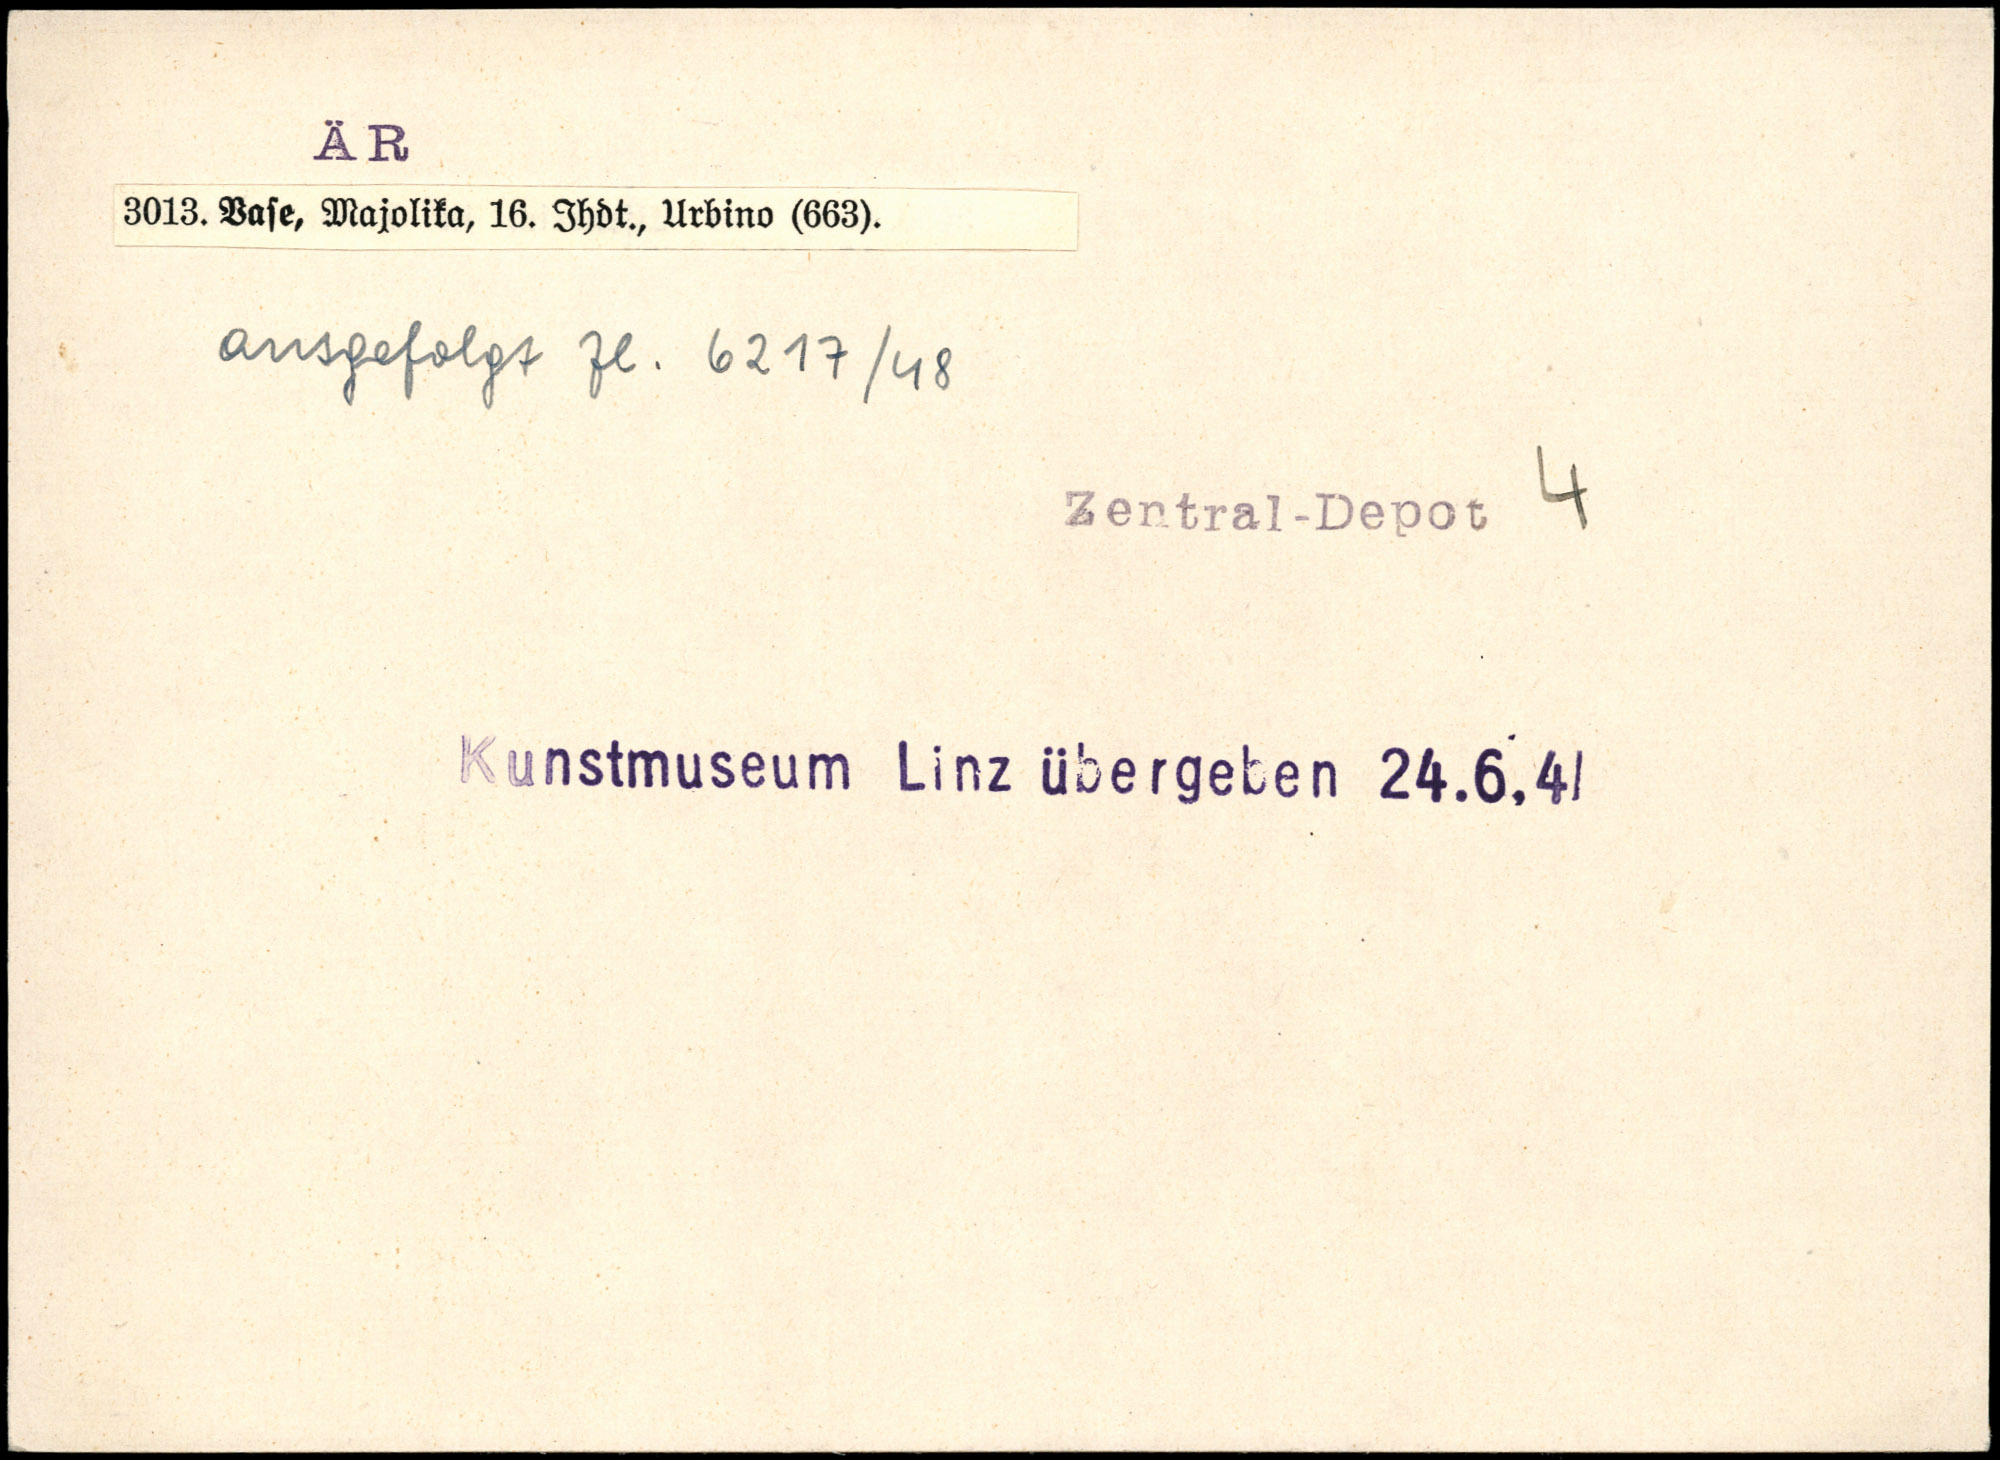 ÄR
3013. Vase, Majolika, 16. Jhdt., Urbino (663).
ausgefolgt Zl. 6217/48
Zentral-Depot 4
Kunstmuseum Linz übergeben 24.6.41